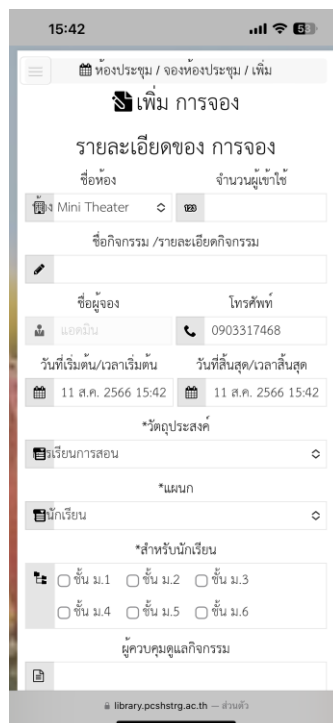 15:42
53
ห้องประชุม / จองห้องประชุม / เพิ่ม
เพิ่ม การจอง
รายละเอียดของ การจอง
ชื่อห้อง
จำนวนผู้เข้าใช้
Mini Theater
123
ชื่อกิจกรรม /รายละเอียดกิจกรรม
ชื่อผู้จอง
โทรศัพท์
แอดมิน
0903317468
วันที่เริ่มต้น/เวลาเริ่มต้น
วันที่สิ้นสุด/เวลาสิ้นสุด
11 ส.ค. 2566 15:42
11 ส.ค. 2566 15:42
*วัตถุประสงค์
รเรียนการสอน
*แผนก
นักเรียน
*สำหรับนักเรียน
ชั้น ม.1 ชั้น ม.2 ชั้น ม.3
ชั้น ม.4 ชั้น ม.5 ชั้น ม.6
ผู้ควบคุมดูแลกิจกรรม
library.pcshstrg.ac.th — ส่วนตัว